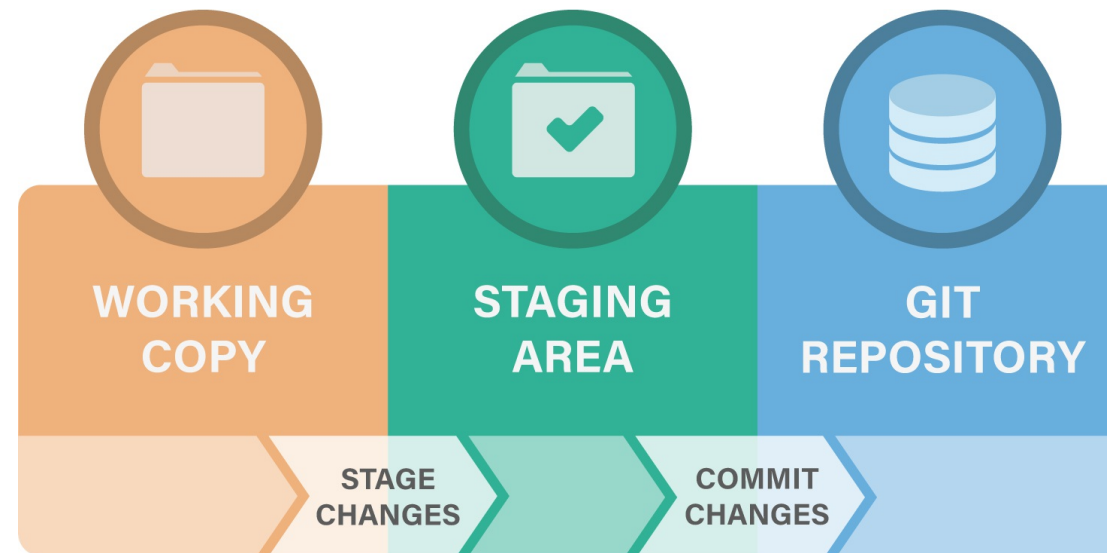 WORKING
COPY
STAGING
AREA
GIT
REPOSITORY
STAGE
CHANGES
COMMIT
CHANGES